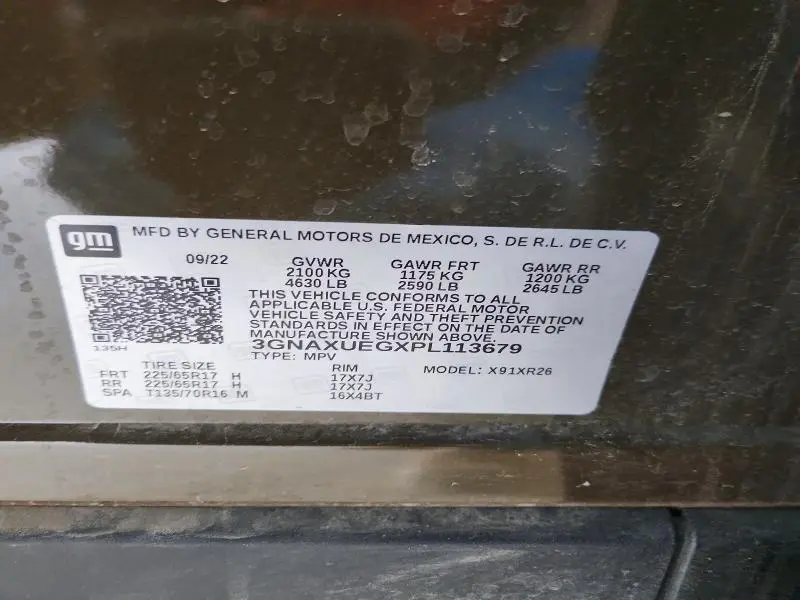 gm
MFD BY GENERAL MOTORS DE MEXICO, S. DE R.L. DE C.V.
09/22 GVWR GAWR FRT GAWR RR
2100 KG 1175 KG 1200 KG
4630 LB 2590 LB 2645 LB
THIS VEHICLE CONFORMS TO ALL
APPLICABLE U.S. FEDERAL MOTOR
VEHICLE SAFETY AND THEFT PREVENTION
STANDARDS IN EFFECT ON THE DATE OF
MANUFACTURE SHOWN ABOVE.
135H
3GNAXUEGXPL113679
TYPE: MPV
TIRE SIZE RIM MODEL: X91XR26
FRT 225/65R17 H 17X7J
RR 225/65R17 H 17X7J
SPA T135/70R16 M 16X4BT